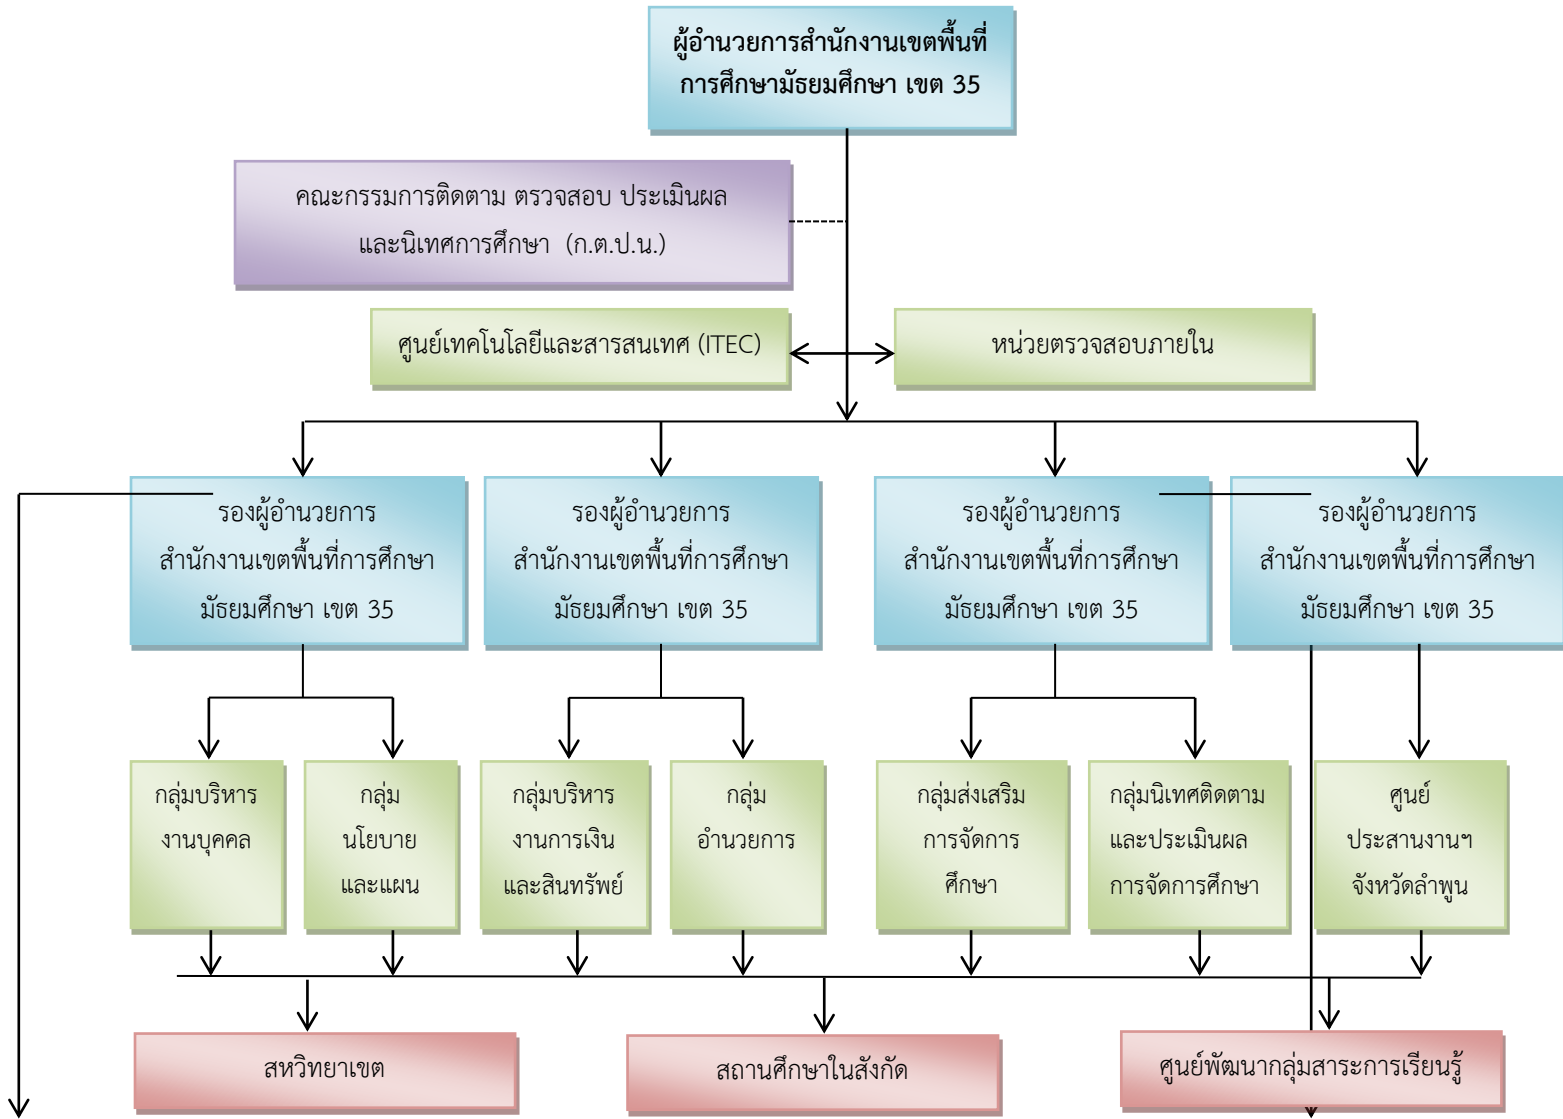 ผู้อำนวยการสำนักงานเขตพื้นที่
การศึกษามัธยมศึกษา เขต 35
คณะกรรมการติดตาม ตรวจสอบ ประเมินผล
และนิเทศการศึกษา (ก.ต.ป.น.)
ศูนย์เทคโนโลยีและสารสนเทศ (ITEC)
หน่วยตรวจสอบภายใน
รองผู้อำนวยการ
สำนักงานเขตพื้นที่การศึกษา
มัธยมศึกษา เขต 35
รองผู้อำนวยการ
สำนักงานเขตพื้นที่การศึกษา
มัธยมศึกษา เขต 35
รองผู้อำนวยการ
สำนักงานเขตพื้นที่การศึกษา
มัธยมศึกษา เขต 35
รองผู้อำนวยการ
สำนักงานเขตพื้นที่การศึกษา
มัธยมศึกษา เขต 35
กลุ่มบริหาร
งานบุคคล
กลุ่ม
นโยบาย
และแผน
กลุ่มบริหาร
งานการเงิน
และสินทรัพย์
กลุ่ม
อำนวยการ
กลุ่มส่งเสริม
การจัดการ
ศึกษา
กลุ่มนิเทศติดตาม
และประเมินผล
การจัดการศึกษา
ศูนย์
ประสานงานฯ
จังหวัดลำพูน
สหวิทยาเขต
สถานศึกษาในสังกัด
ศูนย์พัฒนากลุ่มสาระการเรียนรู้